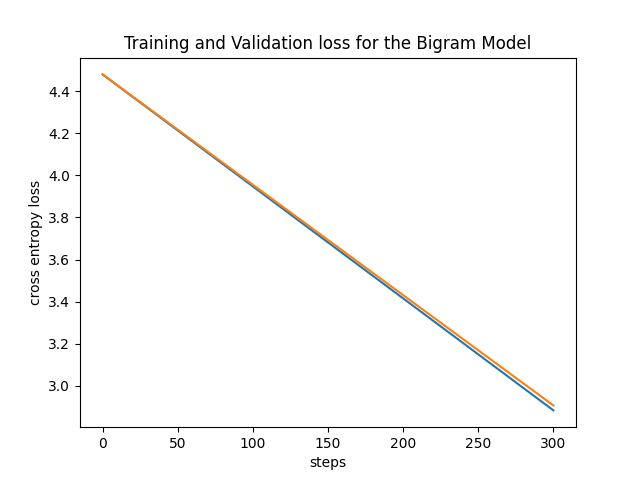 Training and Validation loss for the Bigram Model
4.4
4.2
4.0
3.8
3.6
3.4
3.2
3.0
cross entropy loss
0 50 100 150 200 250 300
steps